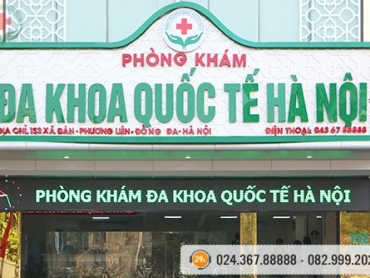 PHÒNG KHÁM
ĐA KHOA QUỐC TẾ HÀ NỘI
ĐỊA CHỈ: 152 XÃ ĐÀN - PHƯƠNG LIÊN - ĐỐNG ĐA - HÀ NỘI ĐIỆN THOẠI:
PHÒNG KHÁM ĐA KHOA QUỐC TẾ HÀ NỘI
024.367.88888 - 082.999.202